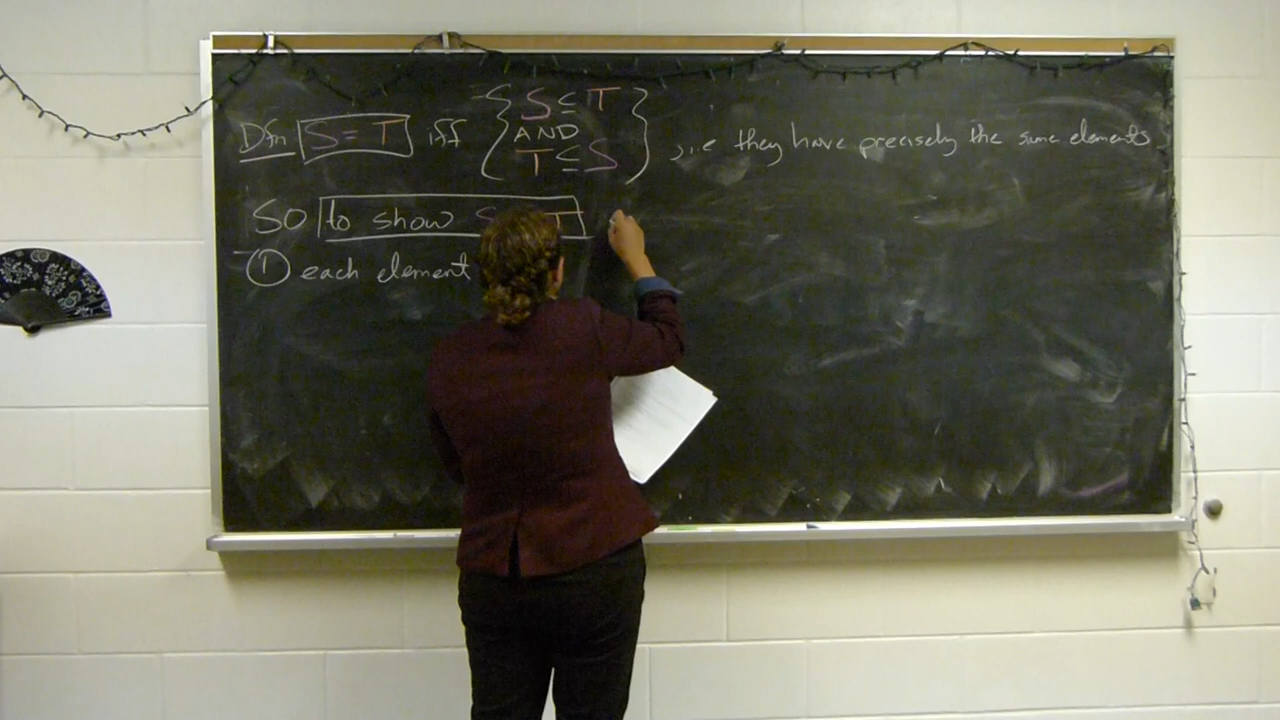 Dfn S = T iff { S ⊆ T AND T ⊆ S } , i.e they have precisely the same elements
SO to show S T
① each element